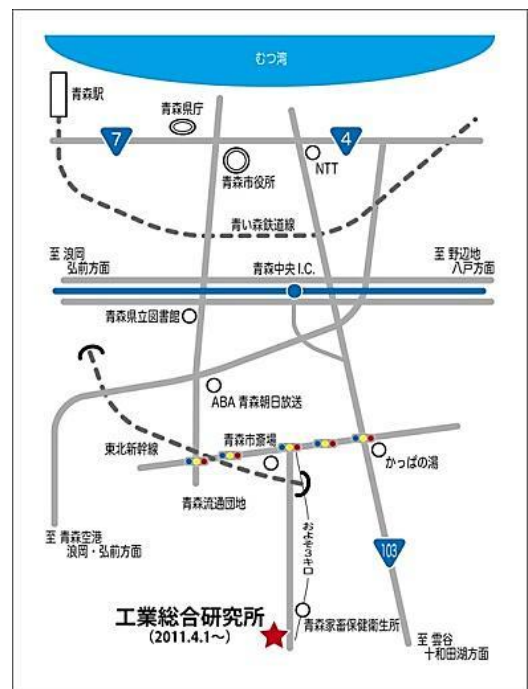 むつ湾
青森駅
青森県庁
7
4
青森市役所
NTT
青い森鉄道線
至 浪岡
弘前方面
青森中央 I.C.
至 野辺地
八戸方面
青森県立図書館
ABA 青森朝日放送
東北新幹線
青森市斎場
かっぱの湯
青森流通団地
至 青森空港
浪岡・弘前方面
およそ3キロ
103
工業総合研究所
(2011.4.1～)
青森家畜保健衛生所
至 雲谷
十和田湖方面